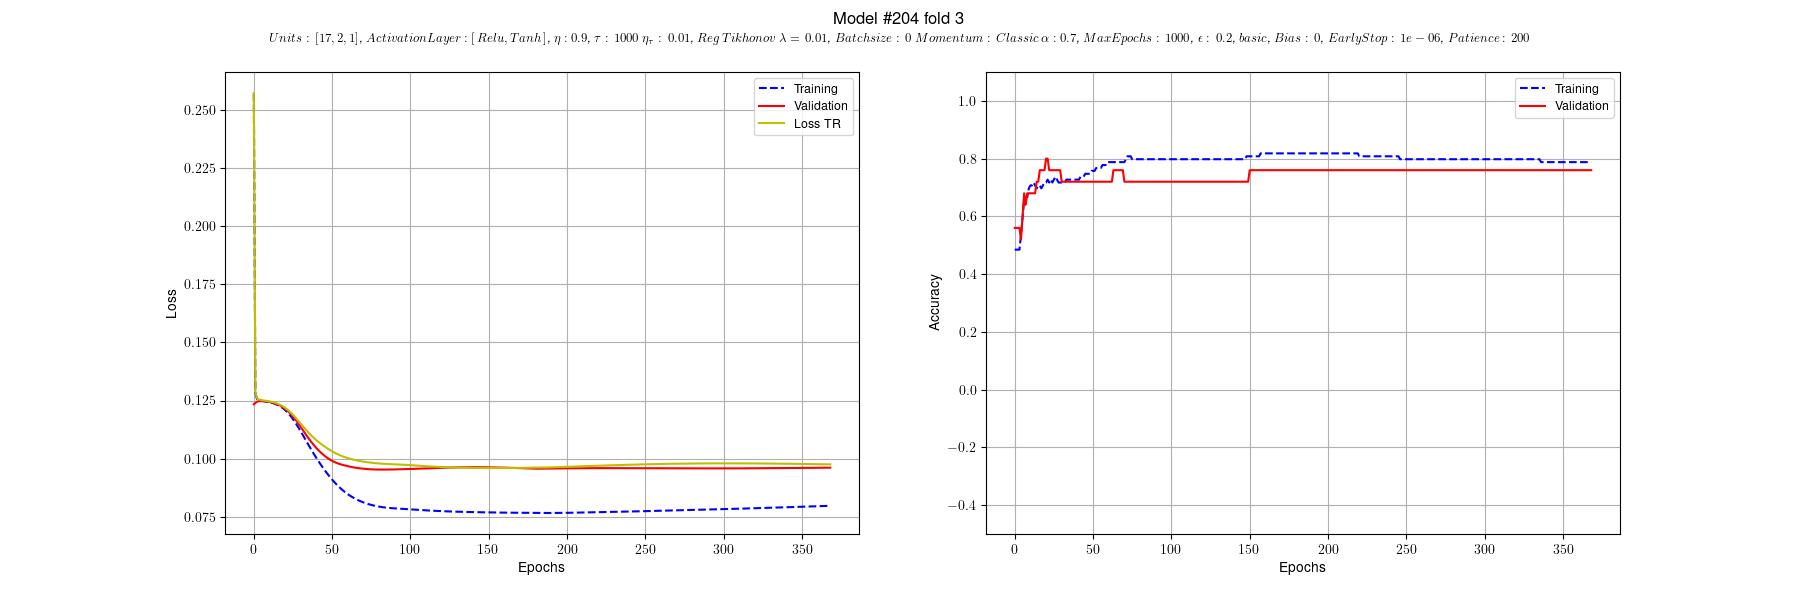 Model #204 fold 3
Units : [17, 2, 1], ActivationLayer : [ Relu, Tanh ], η : 0.9, τ : 1000 ητ : 0.01, Reg Tikhonov λ = 0.01, Batchsize : 0 Momentum : Classic α : 0.7, MaxEpochs : 1000, ϵ : 0.2, basic, Bias : 0, EarlyStop : 1e − 06, Patience : 200
Training
Validation
Loss TR
0.250
0.225
0.200
0.175
0.150
0.125
0.100
0.075
Loss
0 50 100 150 200 250 300 350
Epochs
Training
Validation
1.0
0.8
0.6
0.4
0.2
0.0
−0.2
−0.4
Accuracy
0 50 100 150 200 250 300 350
Epochs